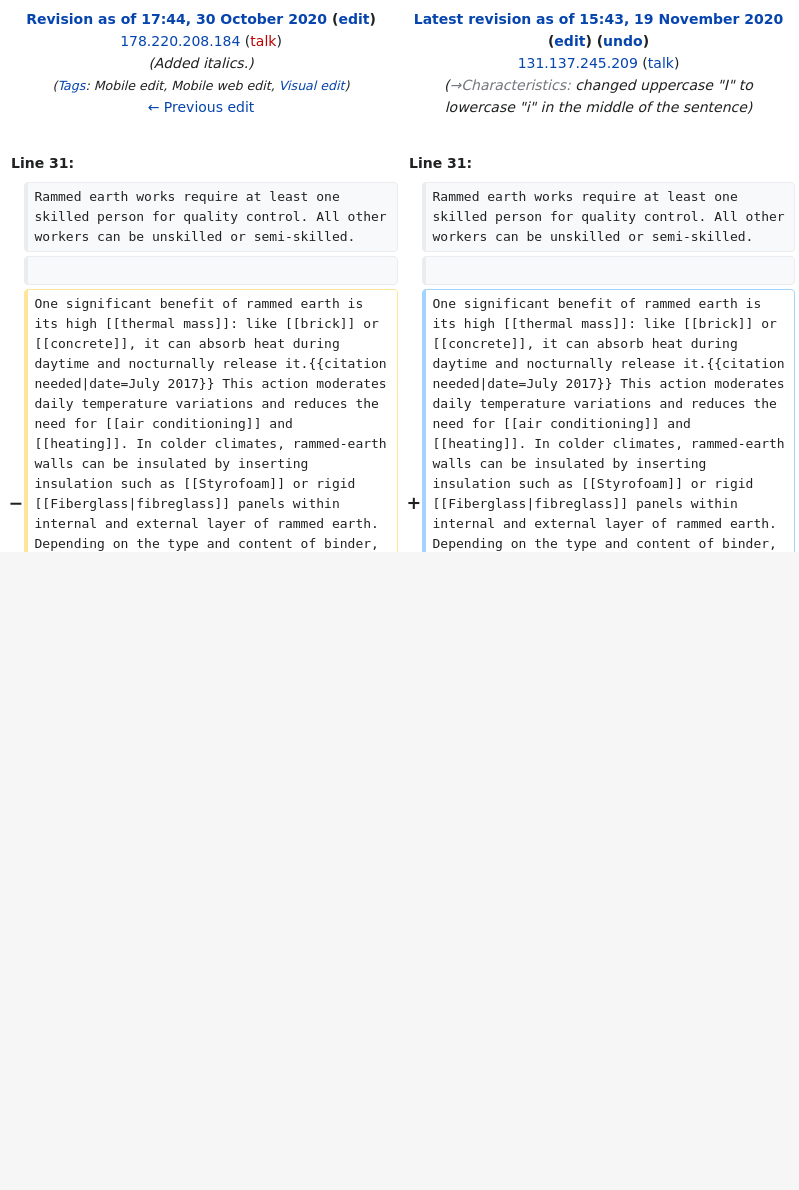 Revision as of 17:44, 30 October 2020 (edit)
178.220.208.184 (talk)
(Added italics.)
(Tags: Mobile edit, Mobile web edit, Visual edit)
← Previous edit
Latest revision as of 15:43, 19 November 2020
(edit) (undo)
131.137.245.209 (talk)
(→Characteristics: changed uppercase "I" to
lowercase "i" in the middle of the sentence)
Line 31:
Line 31:
Rammed earth works require at least one
skilled person for quality control. All other
workers can be unskilled or semi-skilled.
Rammed earth works require at least one
skilled person for quality control. All other
workers can be unskilled or semi-skilled.
−
One significant benefit of rammed earth is
its high [[thermal mass]]: like [[brick]] or
[[concrete]], it can absorb heat during
daytime and nocturnally release it.{{citation
needed|date=July 2017}} This action moderates
daily temperature variations and reduces the
need for [[air conditioning]] and
[[heating]]. In colder climates, rammed-earth
walls can be insulated by inserting
insulation such as [[Styrofoam]] or rigid
[[Fiberglass|fibreglass]] panels within
internal and external layer of rammed earth.
Depending on the type and content of binder,
+
One significant benefit of rammed earth is
its high [[thermal mass]]: like [[brick]] or
[[concrete]], it can absorb heat during
daytime and nocturnally release it.{{citation
needed|date=July 2017}} This action moderates
daily temperature variations and reduces the
need for [[air conditioning]] and
[[heating]]. In colder climates, rammed-earth
walls can be insulated by inserting
insulation such as [[Styrofoam]] or rigid
[[Fiberglass|fibreglass]] panels within
internal and external layer of rammed earth.
Depending on the type and content of binder,